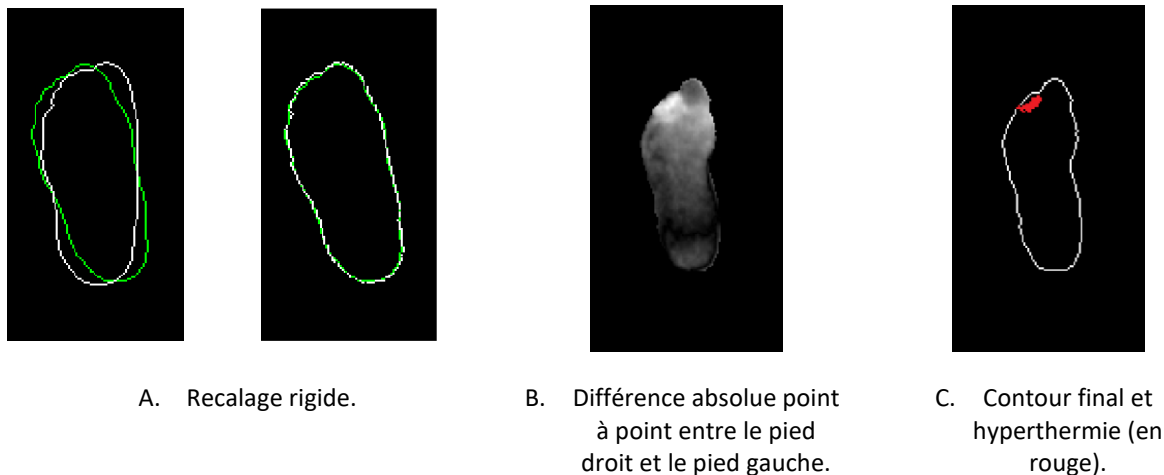 A. Recalage rigide.
B. Différence absolue point
à point entre le pied
droit et le pied gauche.
C. Contour final et
hyperthermie (en
rouge).